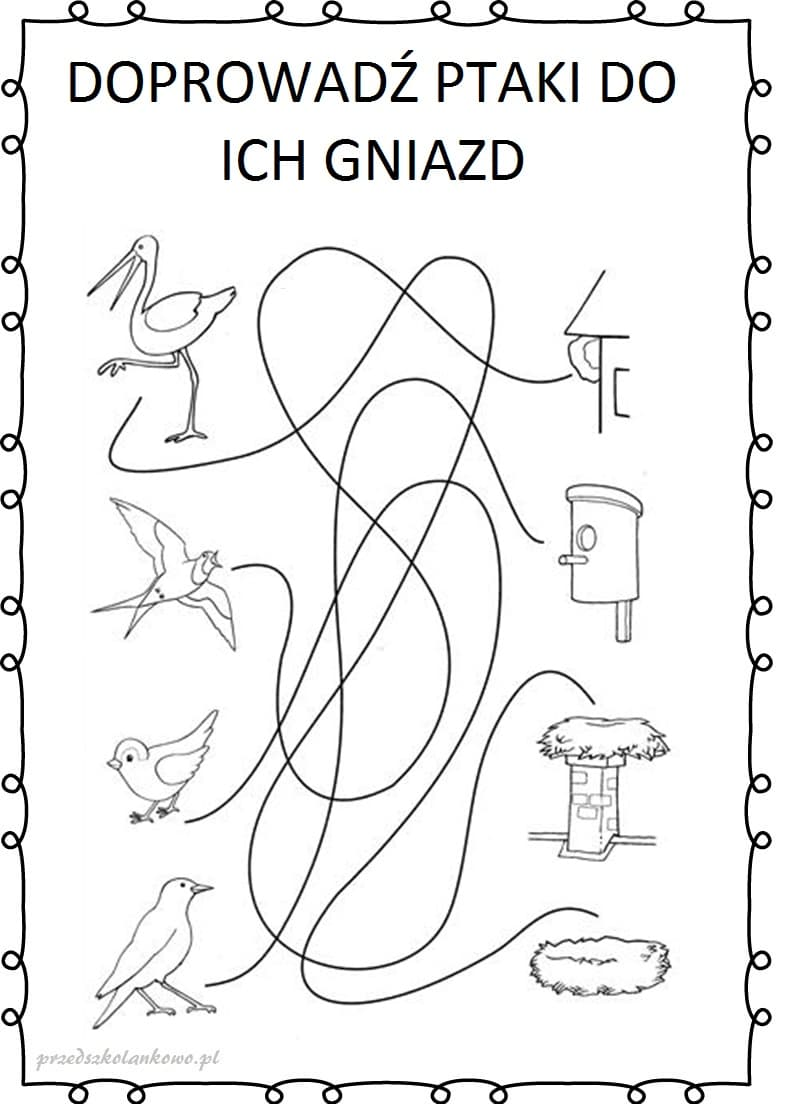 DOPROWADŹ PTAKI DO
ICH GNIAZD
przedszkolankowo.pl